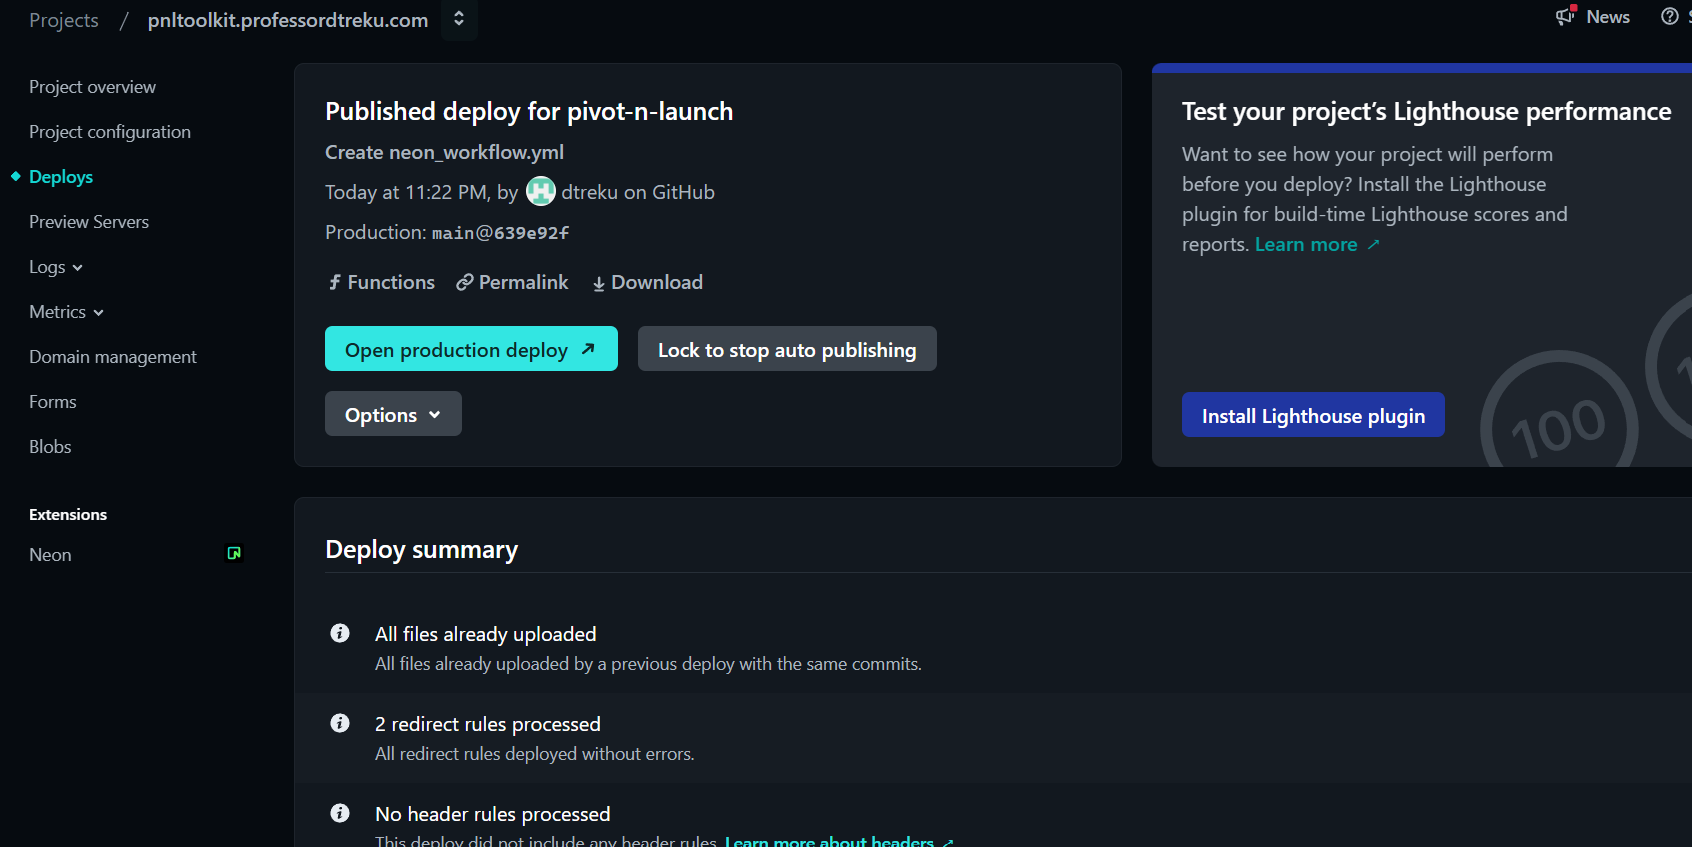 Projects / pnltoolkit.professordtreku.com
News
Project overview
Project configuration
Deploys
Preview Servers
Logs
Metrics
Domain management
Forms
Blobs
Extensions
Neon
Published deploy for pivot-n-launch
Create neon_workflow.yml
Today at 11:22 PM, by dtreku on GitHub
Production: main@639e92f
Functions Permalink Download
Open production deploy
Lock to stop auto publishing
Options
Test your project’s Lighthouse performance
Want to see how your project will perform
before you deploy? Install the Lighthouse
plugin for build-time Lighthouse scores and
reports. Learn more
Install Lighthouse plugin
100
Deploy summary
All files already uploaded
All files already uploaded by a previous deploy with the same commits.
2 redirect rules processed
All redirect rules deployed without errors.
No header rules processed
This deploy did not include any header rules. Learn more about headers